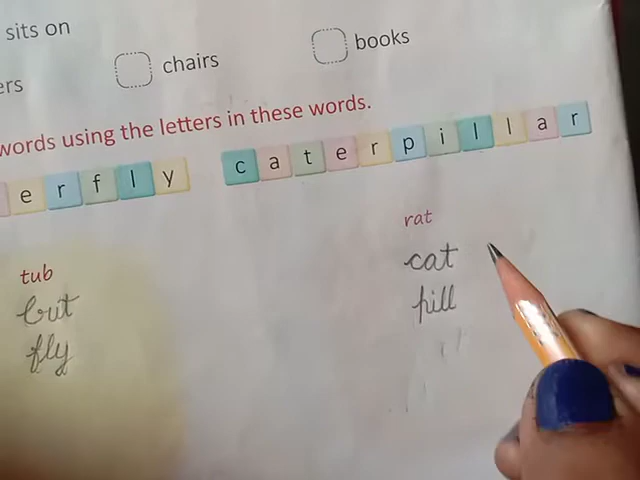 sits on
ers
chairs
books
words using the letters in these words.
e r f l y
c a t e r p i l l a r
tub
but
fly
rat
cat
pill